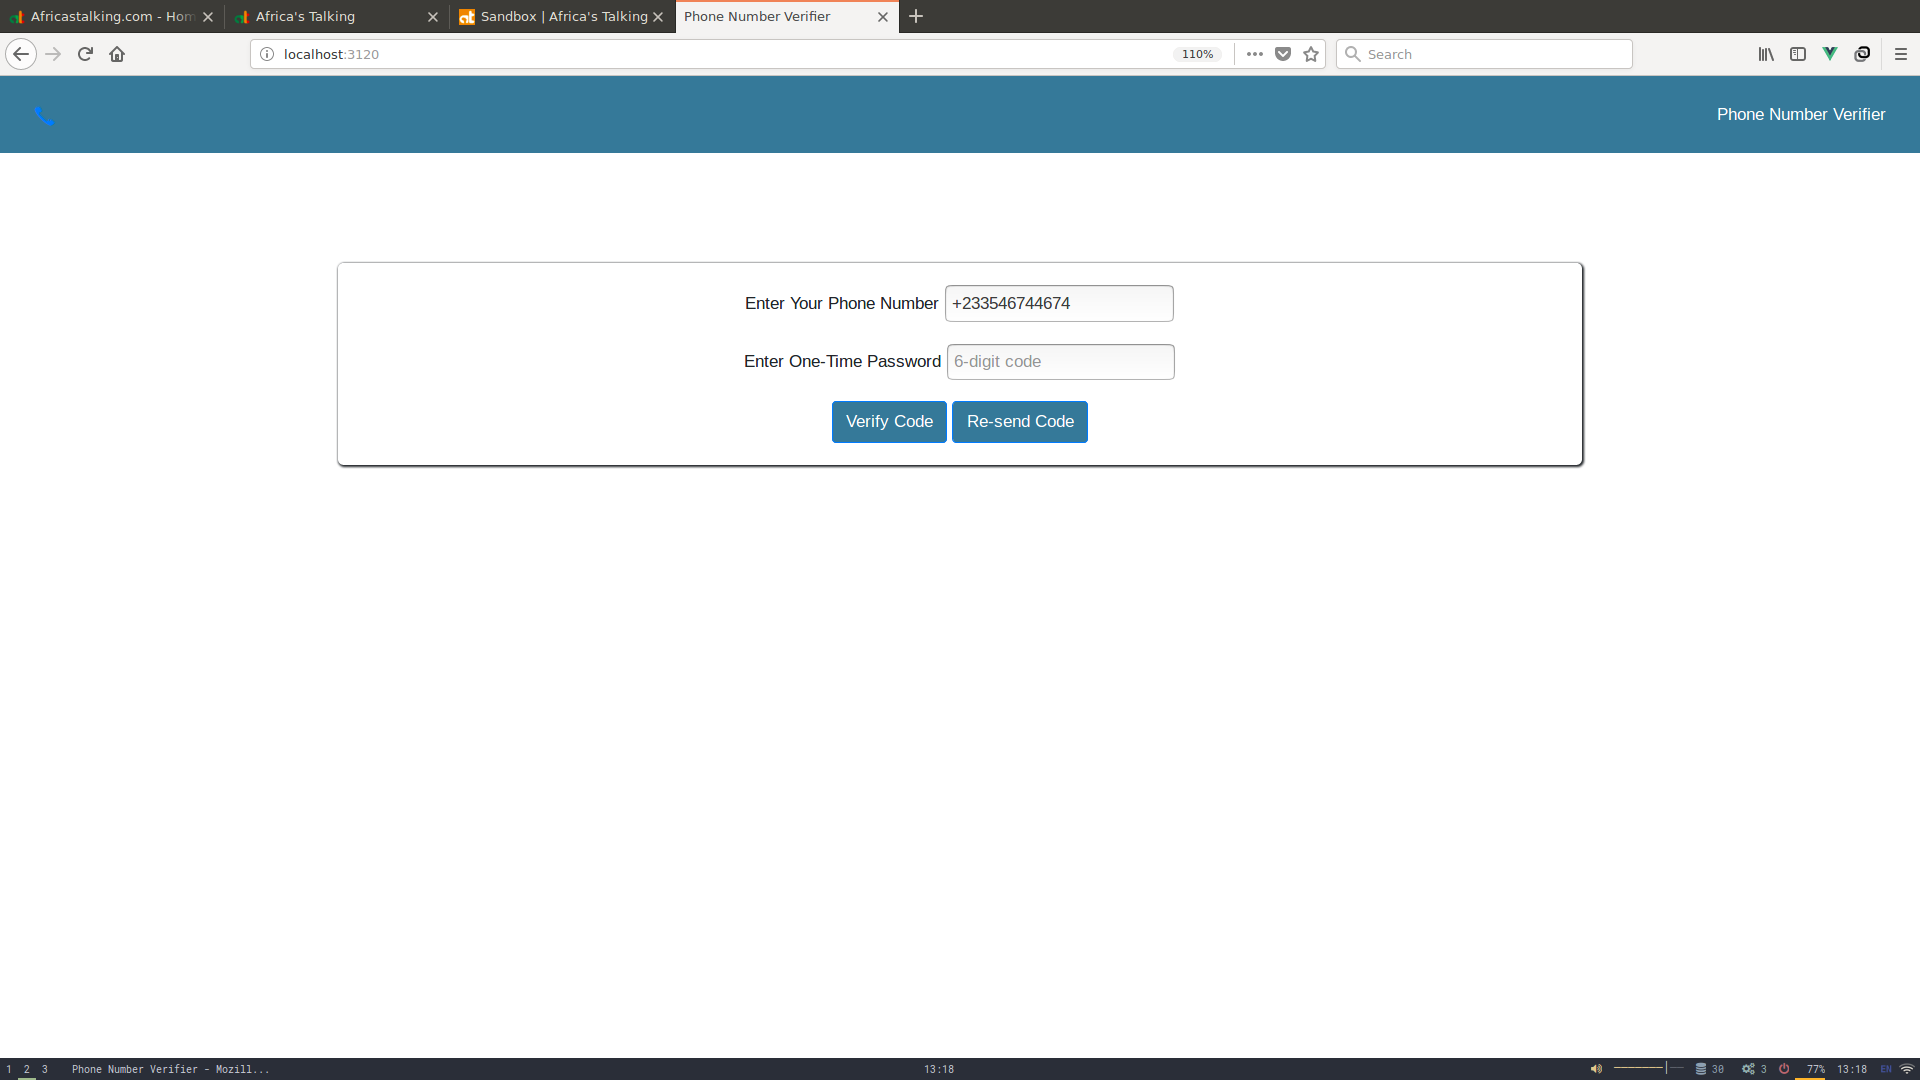 Africastalking.com - Hom
Africa's Talking
Sandbox | Africa's Talking
Phone Number Verifier
localhost:3120
110%
Search
Phone Number Verifier
Enter Your Phone Number +233546744674
Enter One-Time Password 6-digit code
Verify Code Re-send Code
1 2 3 Phone Number Verifier - Mozill... 13:18 30 3 77% 13:18 EN